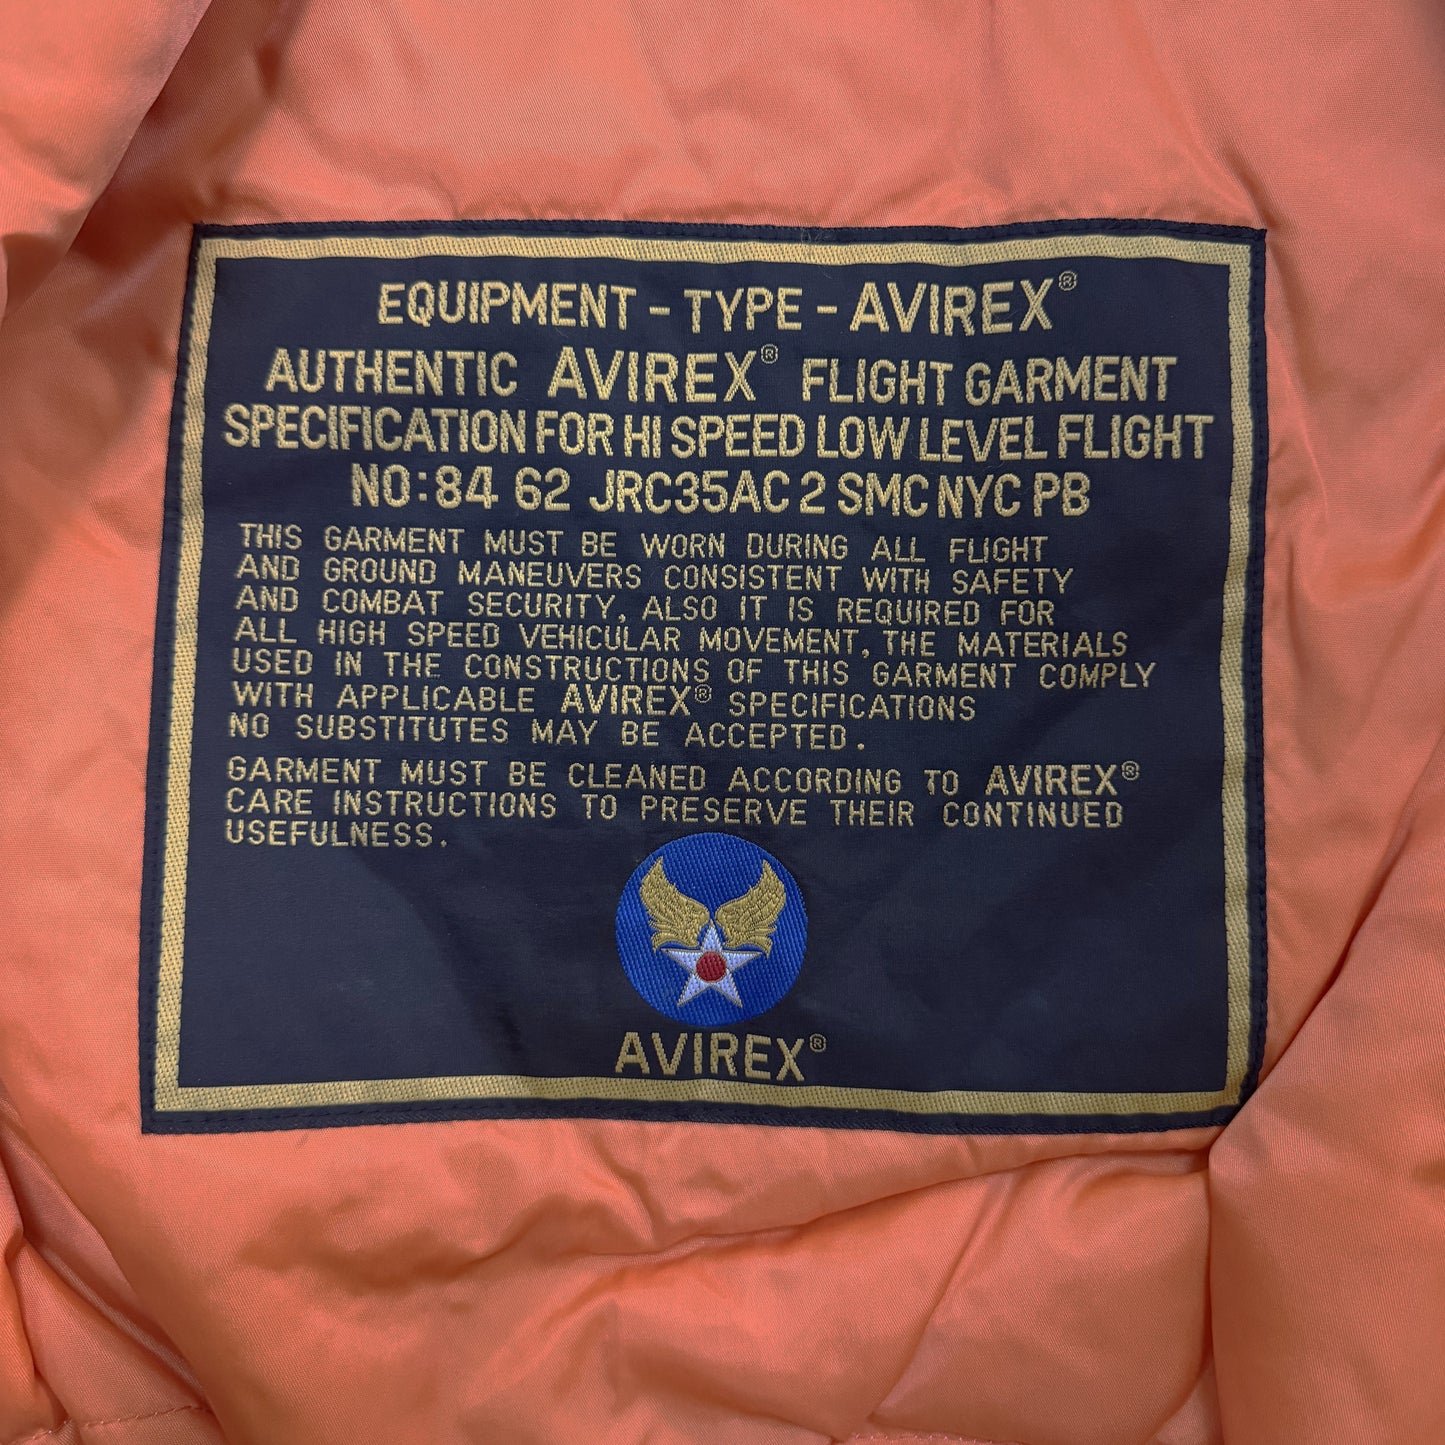 EQUIPMENT - TYPE - AVIREX®
AUTHENTIC AVIREX® FLIGHT GARMENT
SPECIFICATION FOR HI SPEED LOW LEVEL FLIGHT
NO:84 62 JRC35AC 2 SMC NYC PB
THIS GARMENT MUST BE WORN DURING ALL FLIGHT
AND GROUND MANEUVERS CONSISTENT WITH SAFETY
AND COMBAT SECURITY, ALSO IT IS REQUIRED FOR
ALL HIGH SPEED VEHICULAR MOVEMENT, THE MATERIALS
USED IN THE CONSTRUCTIONS OF THIS GARMENT COMPLY
WITH APPLICABLE AVIREX® SPECIFICATIONS
NO SUBSTITUTES MAY BE ACCEPTED.
GARMENT MUST BE CLEANED ACCORDING TO AVIREX®
CARE INSTRUCTIONS TO PRESERVE THEIR CONTINUED
USEFULNESS.
AVIREX®